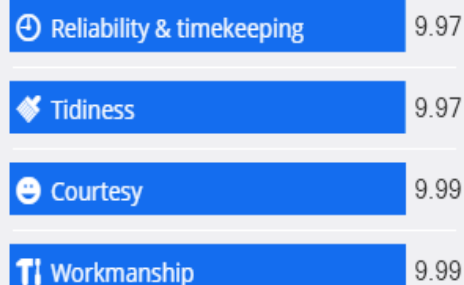 Reliability & timekeeping 9.97
Tidiness 9.97
Courtesy 9.99
Workmanship 9.99